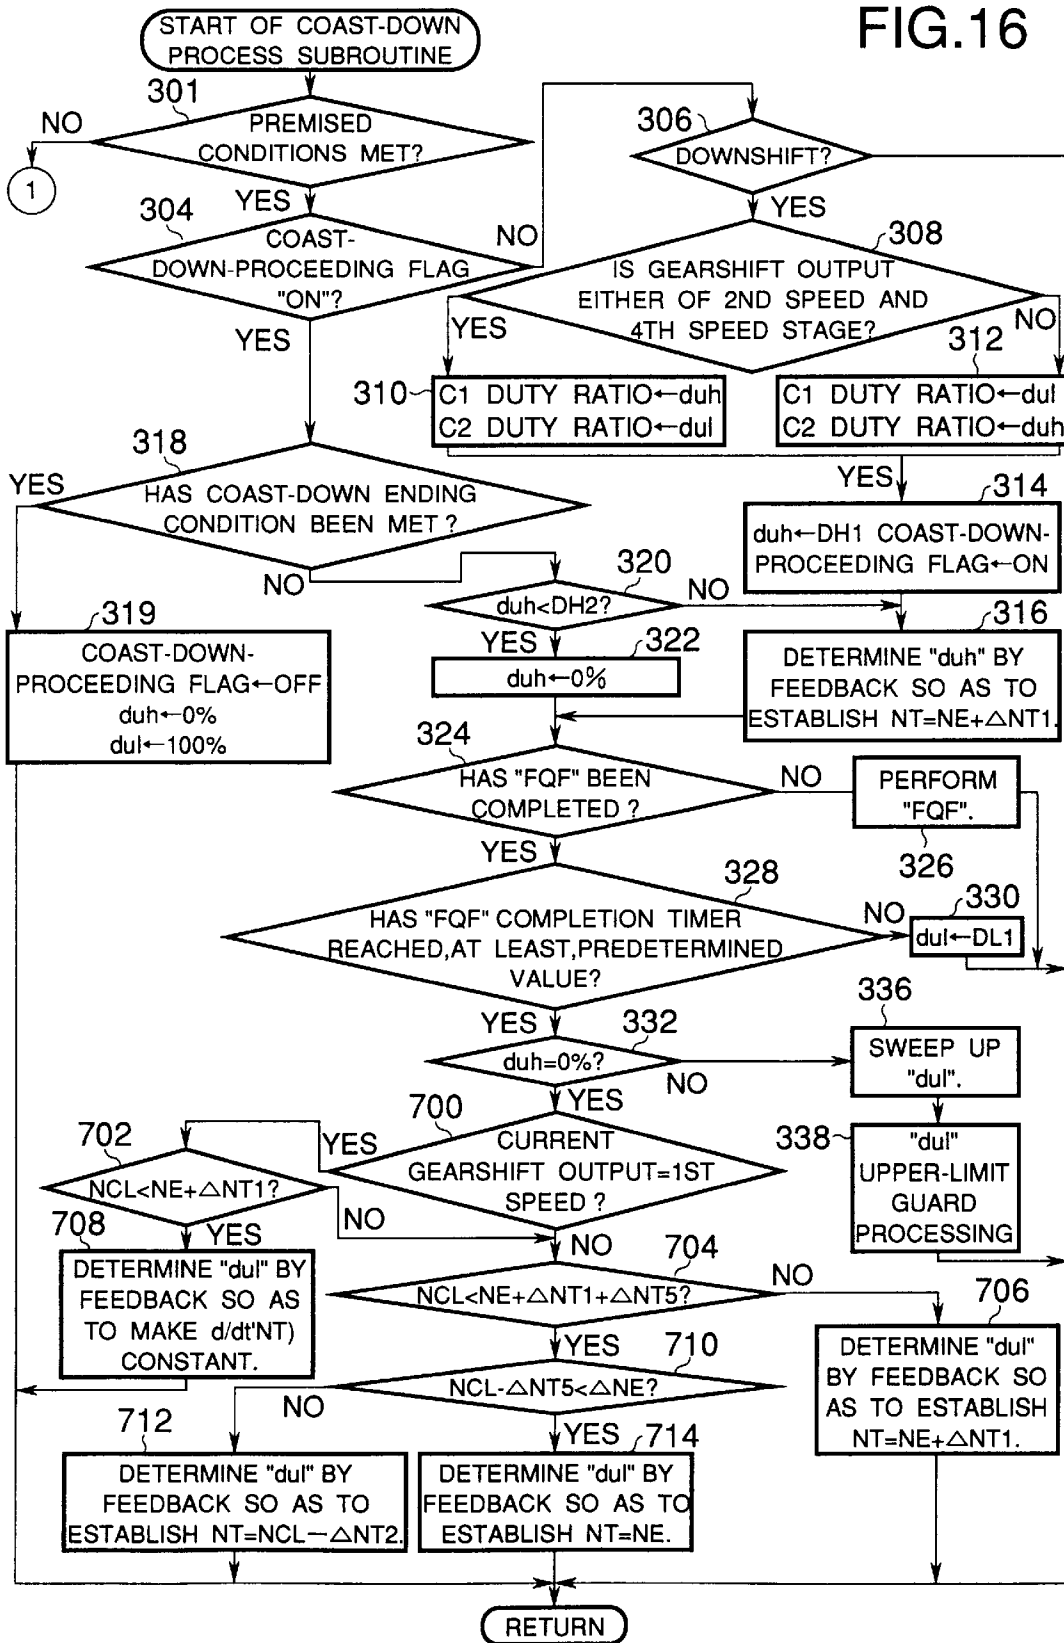 FIG.16
START OF COAST-DOWN
PROCESS SUBROUTINE
301
NO
PREMISED
CONDITIONS MET?
1
YES
304
COAST-
DOWN-PROCEEDING FLAG
"ON"?
NO
YES
306
DOWNSHIFT?
YES
308
IS GEARSHIFT OUTPUT
EITHER OF 2ND SPEED AND
4TH SPEED STAGE?
YES
NO
310
C1 DUTY RATIO←duh
C2 DUTY RATIO←dul
312
C1 DUTY RATIO←dul
C2 DUTY RATIO←duh
YES
314
duh←DH1 COAST-DOWN-
PROCEEDING FLAG←ON
318
YES
HAS COAST-DOWN ENDING
CONDITION BEEN MET ?
NO
319
COAST-DOWN-
PROCEEDING FLAG←OFF
duh←0%
dul←100%
320
duh<DH2?
NO
YES
322
duh←0%
316
DETERMINE "duh" BY
FEEDBACK SO AS TO
ESTABLISH NT=NE+△NT1.
324
HAS "FQF" BEEN
COMPLETED ?
NO
PERFORM
"FQF".
326
YES
328
HAS "FQF" COMPLETION TIMER
REACHED,AT LEAST,PREDETERMINED
VALUE?
NO
330
dul←DL1
YES
332
duh=0%?
NO
YES
336
SWEEP UP
"dul".
338
"dul"
UPPER-LIMIT
GUARD
PROCESSING
700
YES
CURRENT
GEARSHIFT OUTPUT=1ST
SPEED ?
NO
702
NCL<NE+△NT1?
NO
YES
708
DETERMINE "dul" BY
FEEDBACK SO AS
TO MAKE d/dt'NT)
CONSTANT.
704
NCL<NE+△NT1+△NT5?
NO
YES
706
DETERMINE "dul"
BY FEEDBACK SO
AS TO ESTABLISH
NT=NE+△NT1.
710
NCL-△NT5<△NE?
NO
YES
712
DETERMINE "dul" BY
FEEDBACK SO AS TO
ESTABLISH NT=NCL−△NT2.
714
DETERMINE "dul" BY
FEEDBACK SO AS TO
ESTABLISH NT=NE.
RETURN